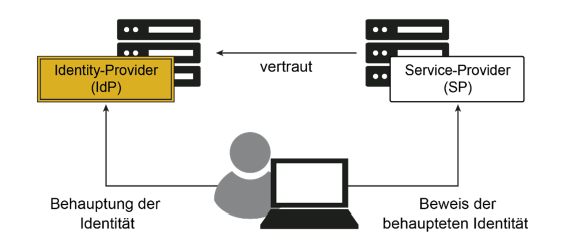 Identity-Provider
(IdP)
vertraut
Service-Provider
(SP)
Behauptung der
Identität
Beweis der
behaupteten Identität